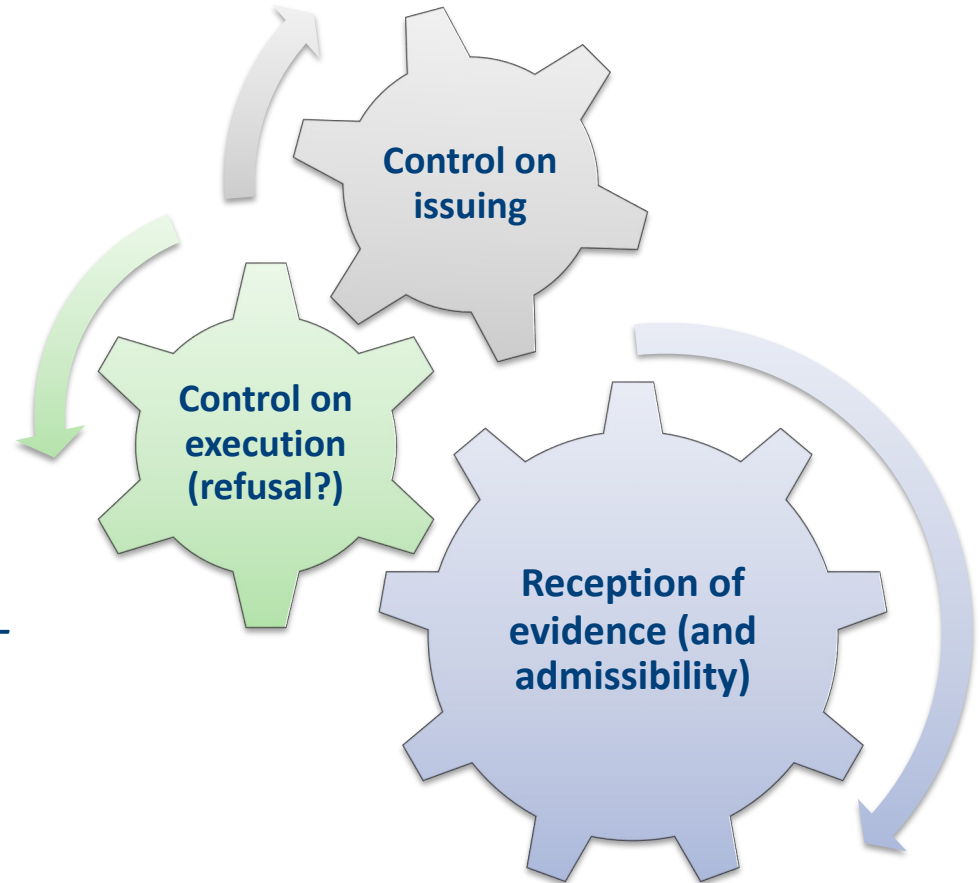 Control on
issuing
Control on
execution
(refusal?)
Reception of
evidence (and
admissibility)